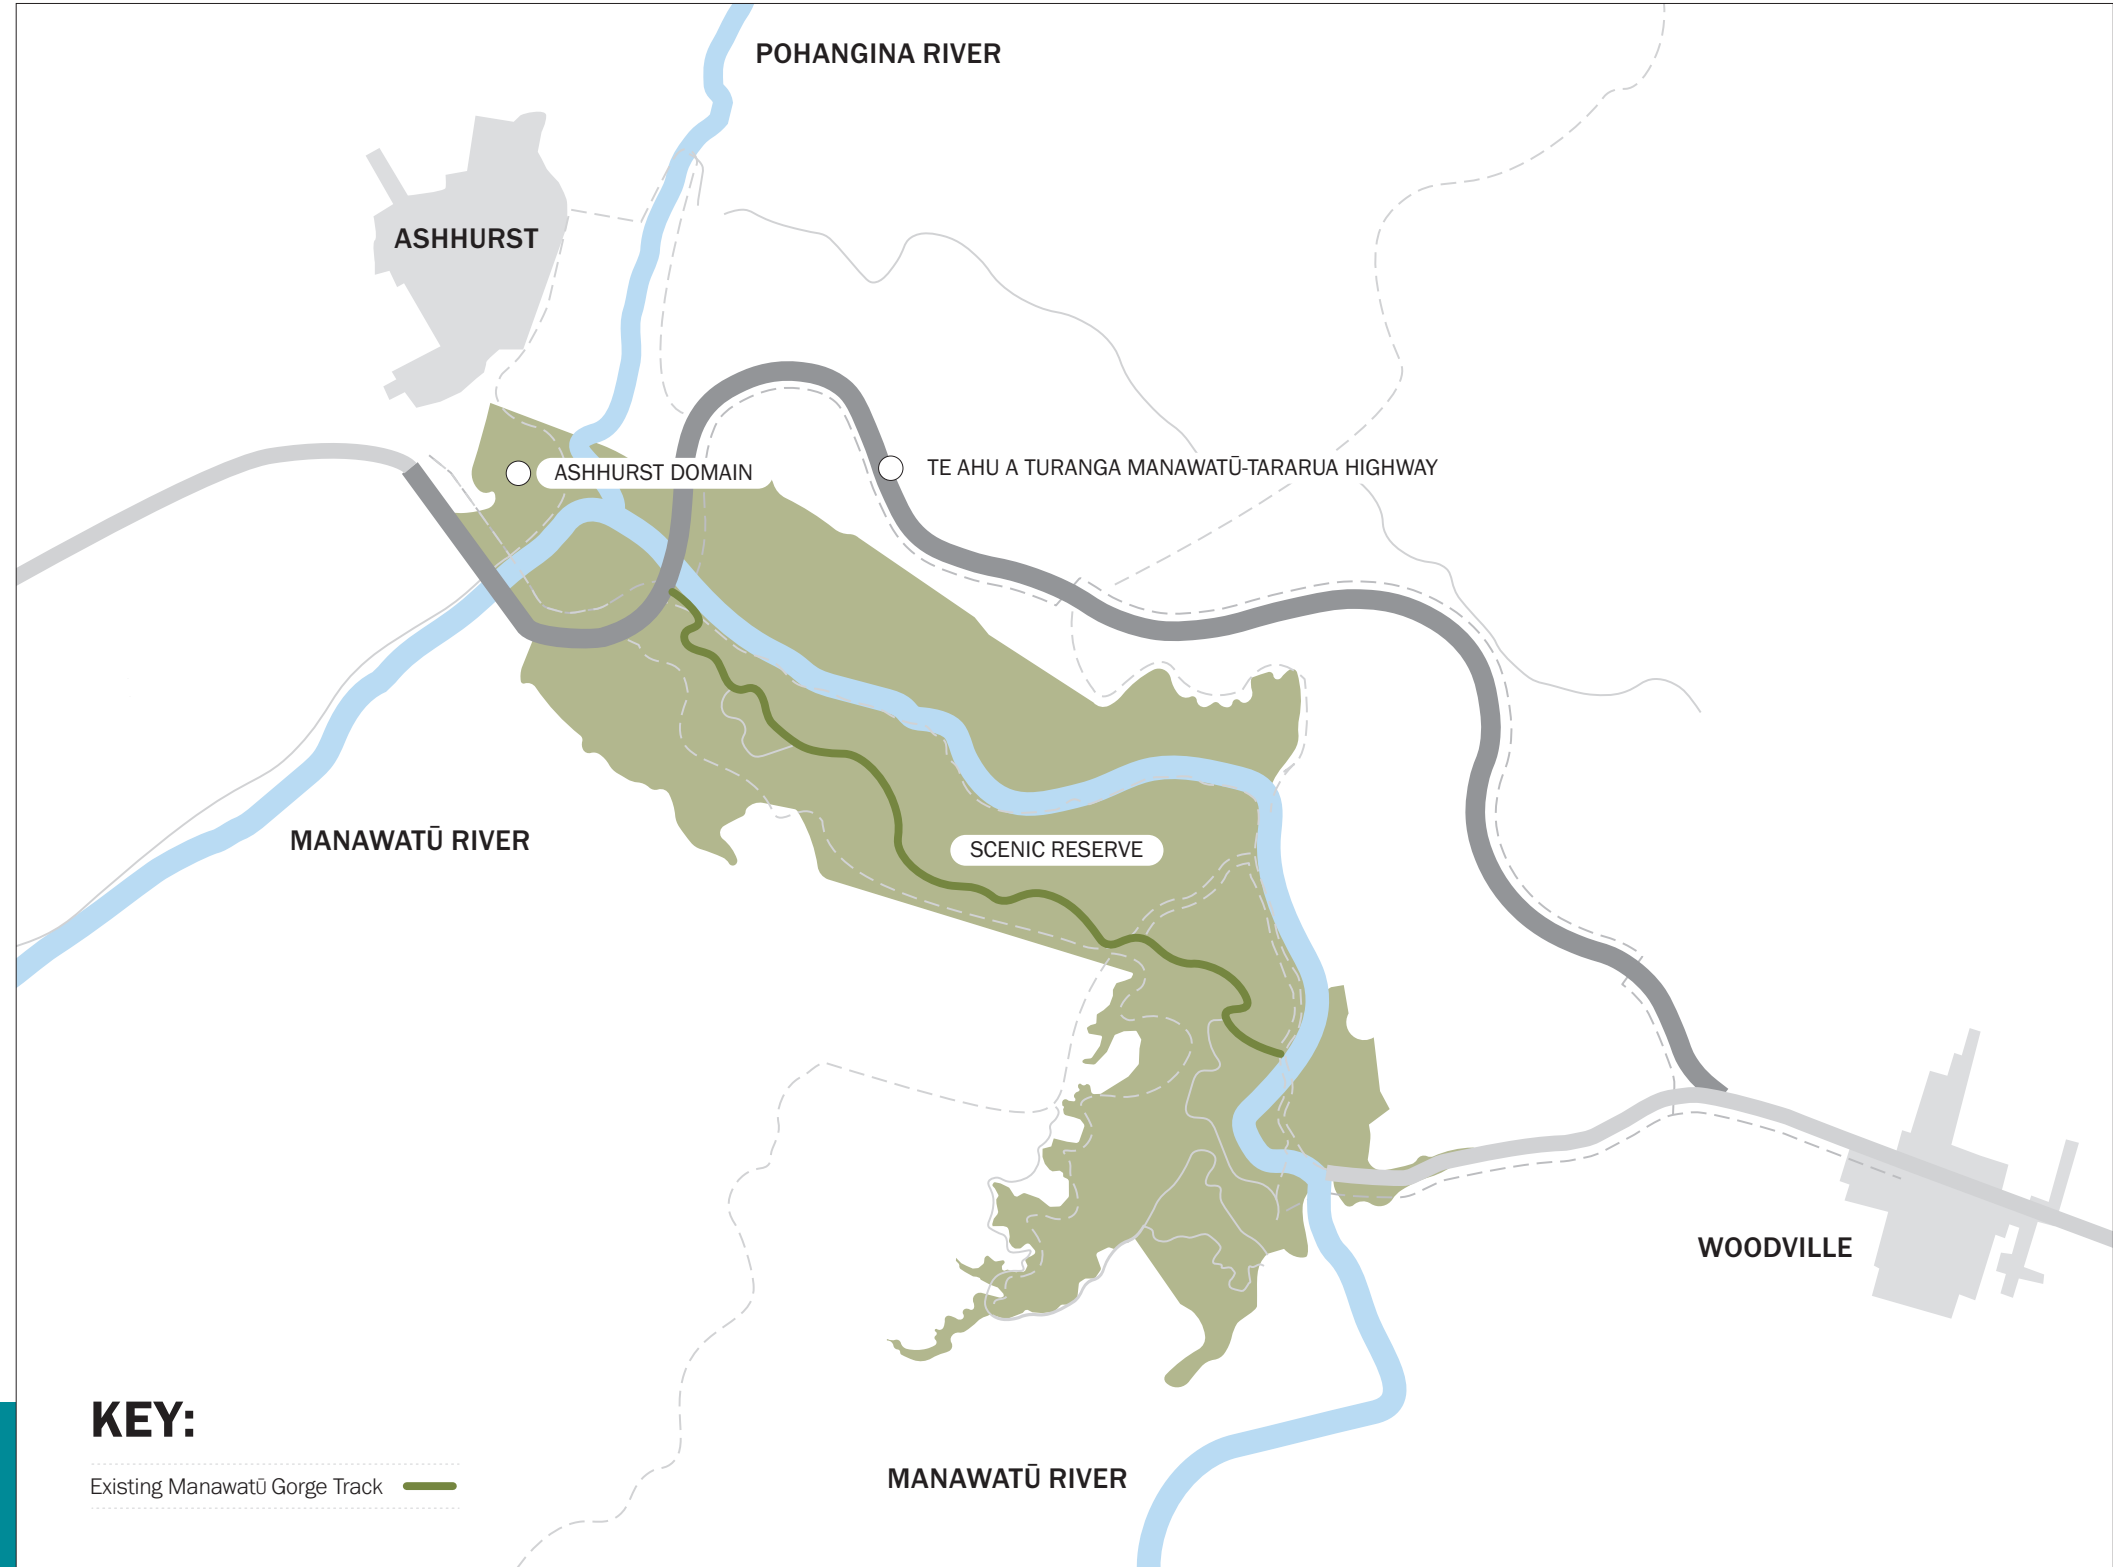 POHANGINA RIVER
ASHHURST
ASHHURST DOMAIN
TE AHU A TURANGA MANAWATŪ-TARARUA HIGHWAY
MANAWATŪ RIVER
SCENIC RESERVE
WOODVILLE
KEY:
Existing Manawatū Gorge Track
MANAWATŪ RIVER